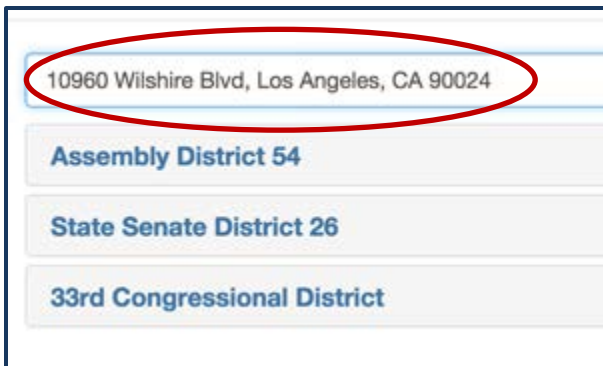 10960 Wilshire Blvd, Los Angeles, CA 90024
Assembly District 54
State Senate District 26
33rd Congressional District